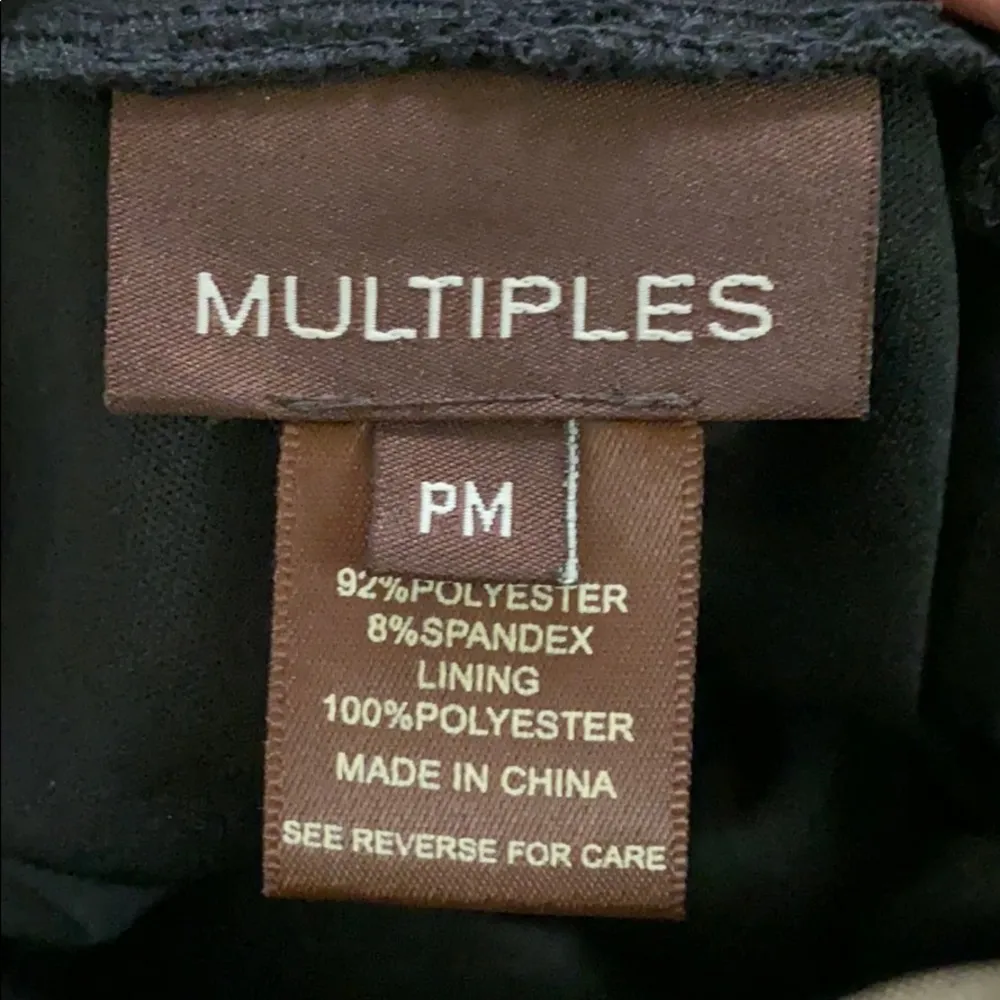 MULTIPLES
PM
92%POLYESTER
8%SPANDEX
LINING
100%POLYESTER
MADE IN CHINA
SEE REVERSE FOR CARE